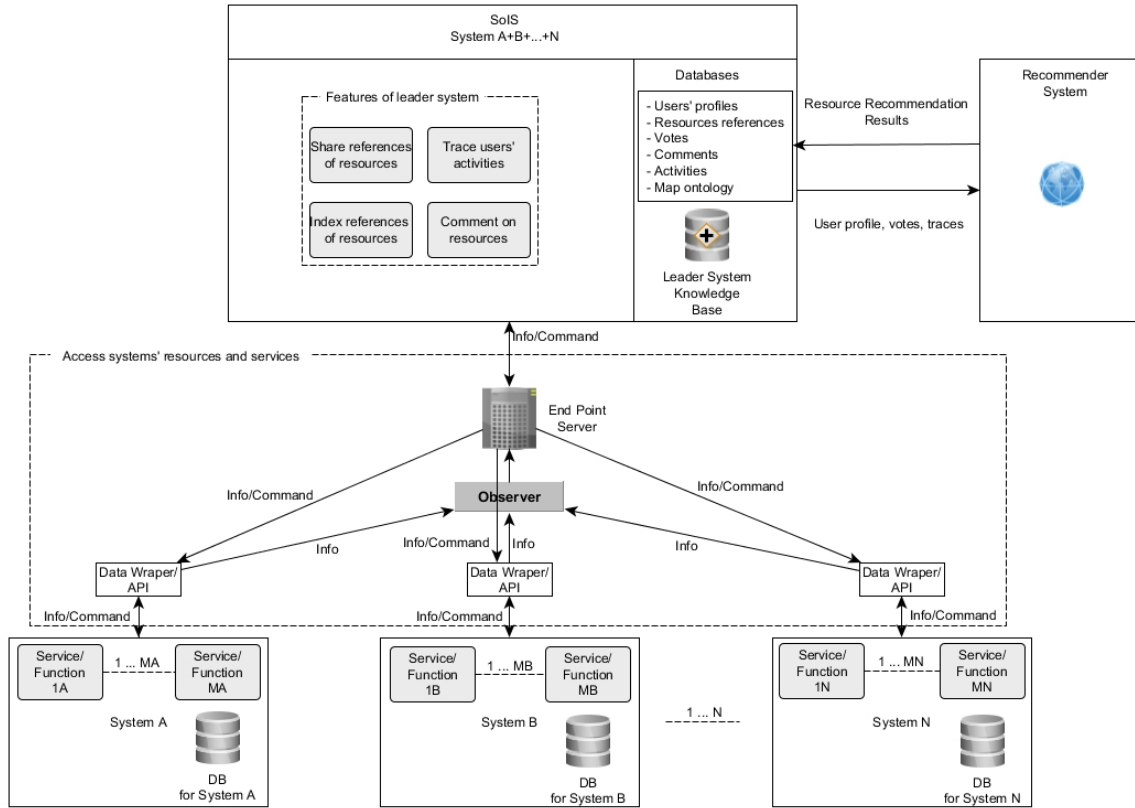 SoIS
System A+B+...+N
Databases
- Users' profiles
- Resources references
- Votes
- Comments
- Activities
- Map ontology
Leader System
Knowledge
Base
Features of leader system
Share references
of resources
Trace users'
activities
Index references
of resources
Comment on
resources
Resource Recommendation
Results
User profile, votes, traces
Recommender
System
Info/Command
Access systems' resources and services
End Point
Server
Info/Command
Info/Command
Observer
Info
Info/Command
Info
Info
Data Wraper/
API
Data Wraper/
API
Data Wraper/
API
Info/Command
Info/Command
Info/Command
Service/
Function
1A
1 ... MA
Service/
Function
MA
System A
DB
for System A
Service/
Function
1B
1 ... MB
Service/
Function
MB
System B
DB
for System B
1 ... N
Service/
Function
1N
1 ... MN
Service/
Function
MN
System N
DB
for System N